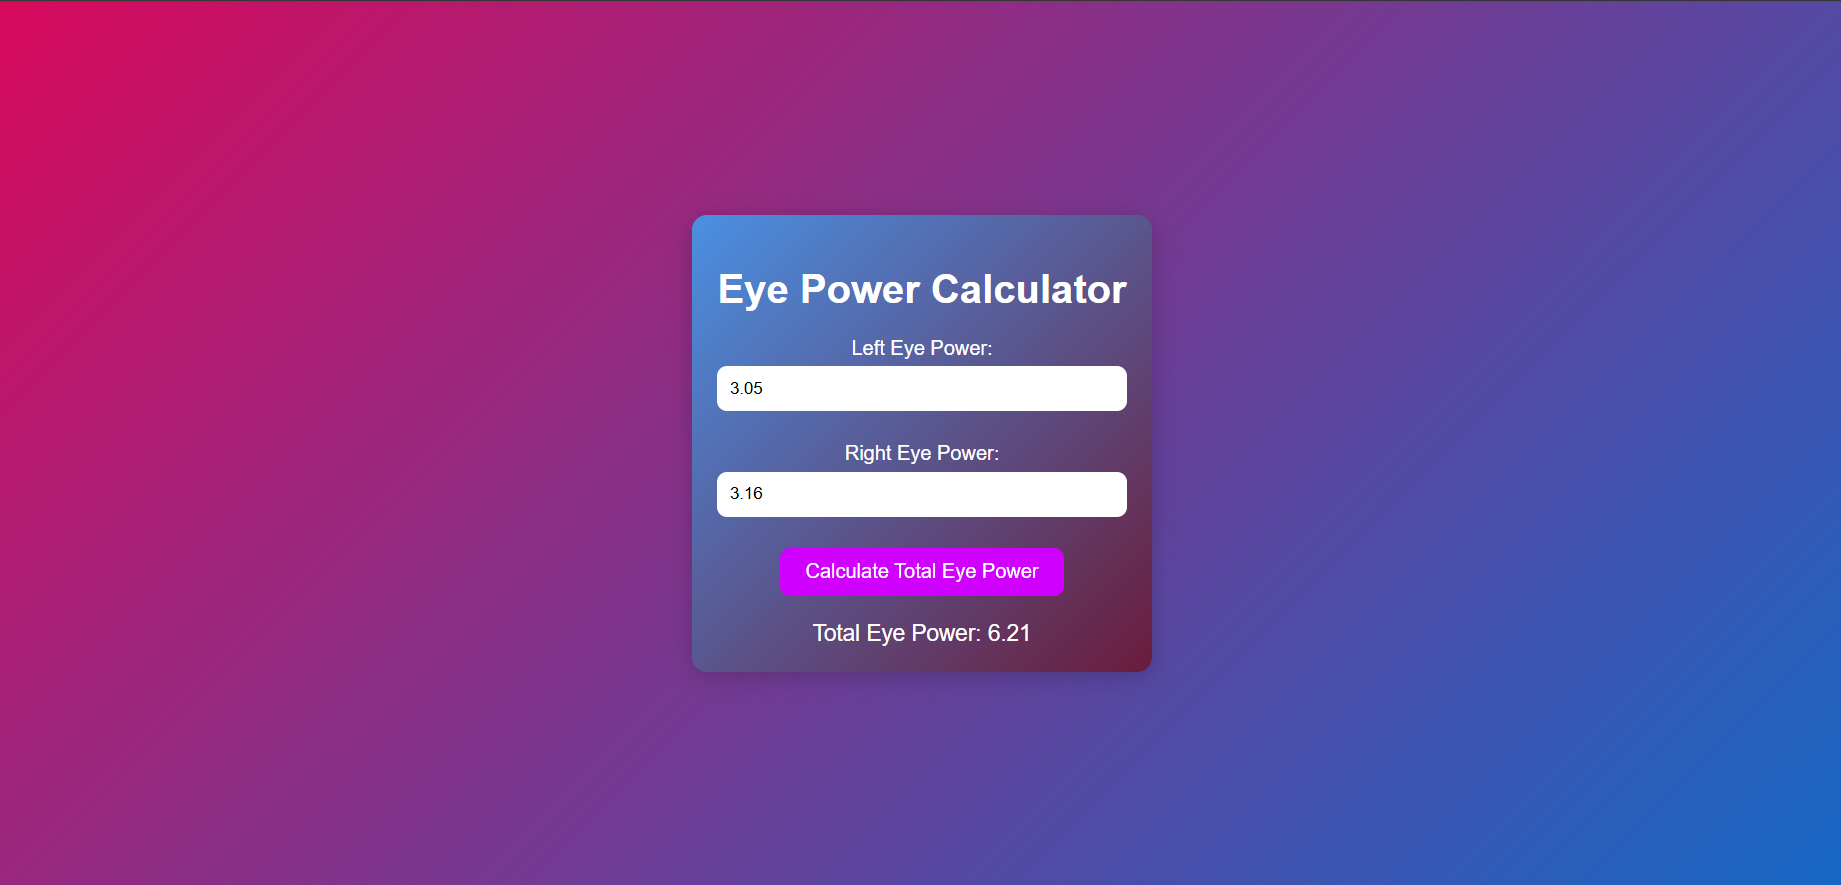 Eye Power Calculator
Left Eye Power:
3.05
Right Eye Power:
3.16
Calculate Total Eye Power
Total Eye Power: 6.21